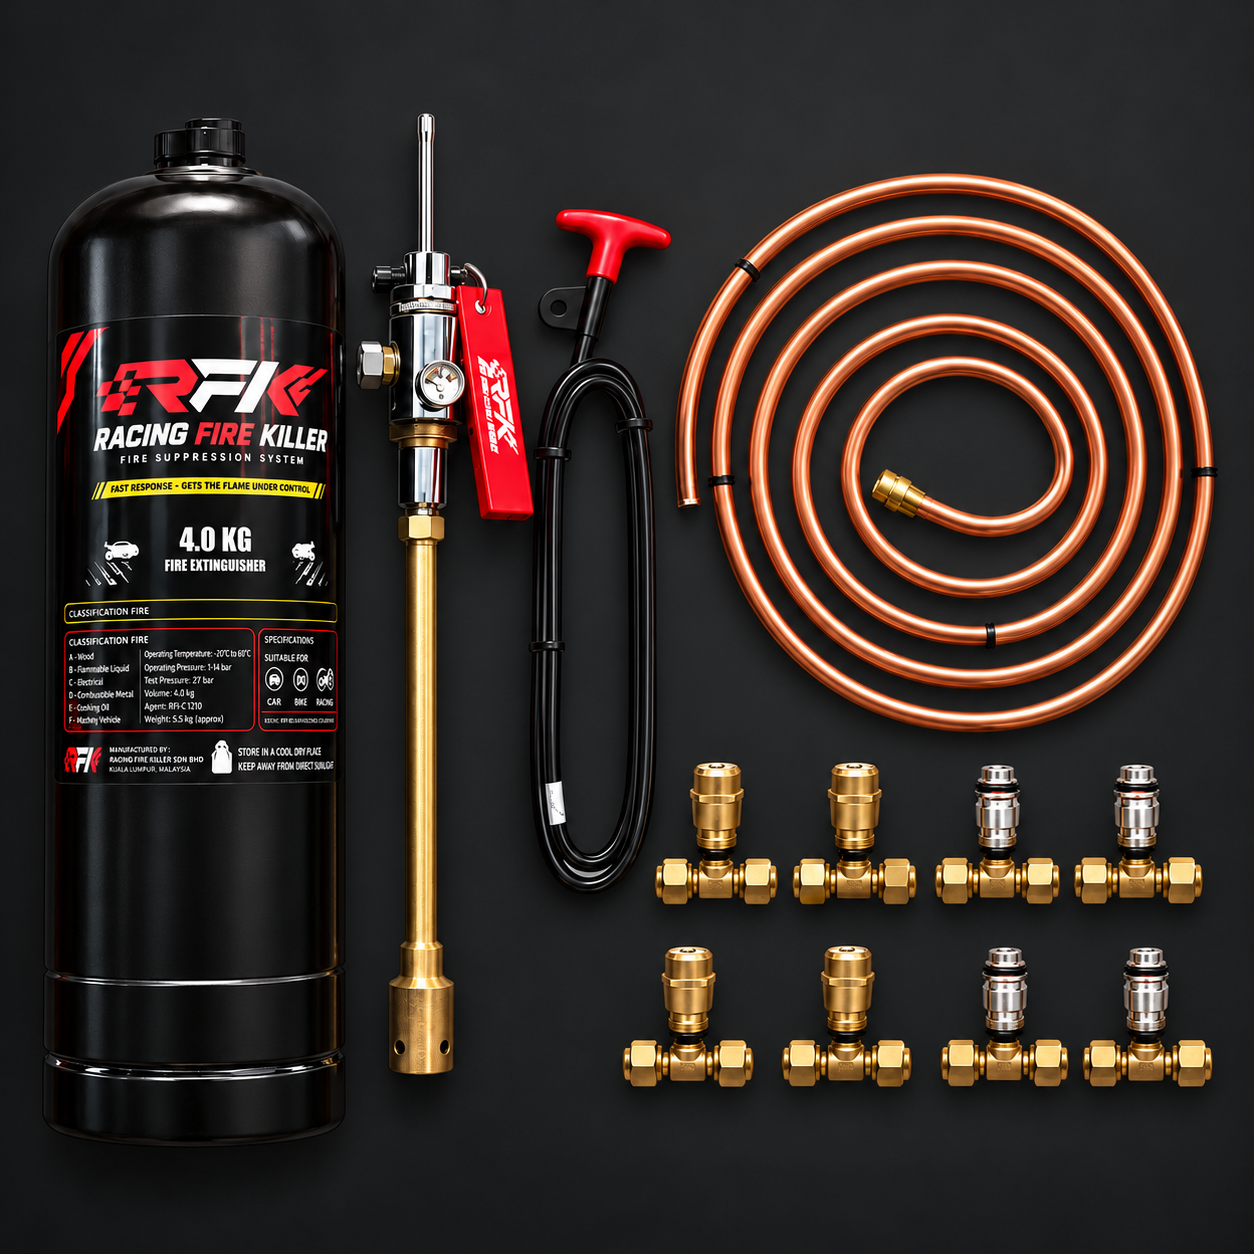 RFK
RACING FIRE KILLER
FIRE SUPPRESSION SYSTEM
FAST RESPONSE - GETS THE FLAME UNDER CONTROL
4.0 KG
FIRE EXTINGUISHER
CLASSIFICATION FIRE
CLASSIFICATION FIRE
A - Wood
B - Flammable Liquid
C - Electrical
D - Combustible Metal
E - Cooking Oil
F - Vehicle
Operating Temperature: -20°C to 60°C
Operating Pressure: 1-14 bar
Test Pressure: 27 bar
Volume: 4.0 kg
Agent:
Weight: 5.5 kg (approx)
SPECIFICATIONS
SUITABLE FOR
CAR BIKE RACING
RFK
MANUFACTURED BY :
RACING FIRE KILLER SDN BHD
KUALA LUMPUR, MALAYSIA
STORE IN A COOL DRY PLACE
KEEP AWAY FROM DIRECT
RFK